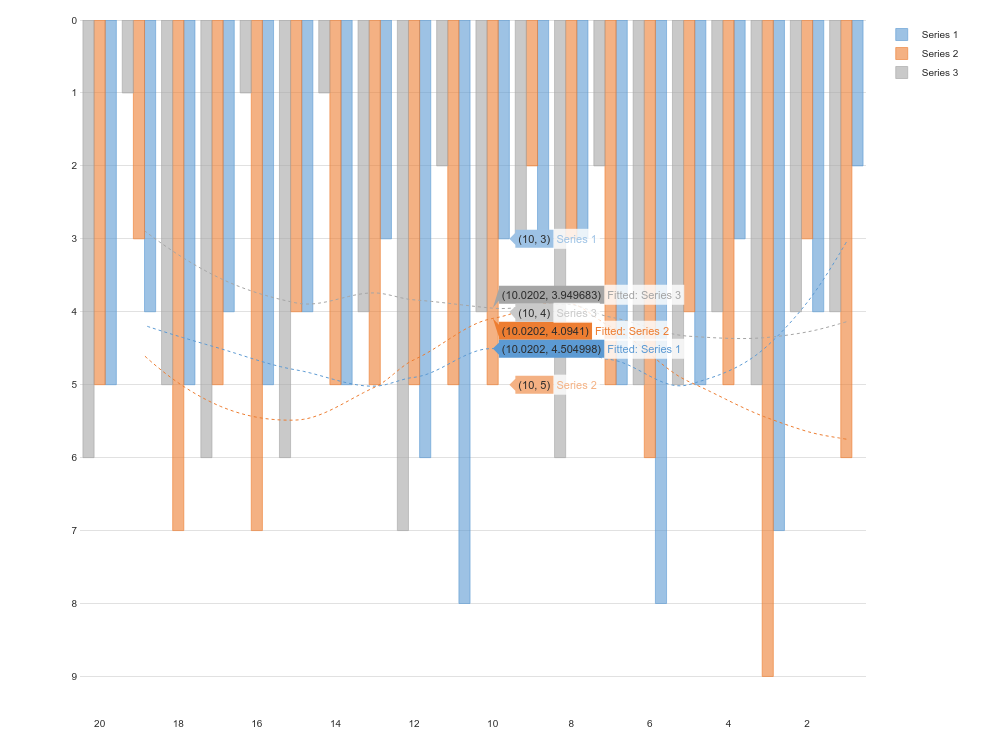 0
1
2
3
4
5
6
7
8
9
20
18
16
14
12
10
8
6
4
2
Series 1
Series 2
Series 3
(10, 3) Series 1
(10.0202, 3.949683) Fitted: Series 3
(10, 4) Series 3
(10.0202, 4.0941) Fitted: Series 2
(10.0202, 4.504998) Fitted: Series 1
(10, 5) Series 2